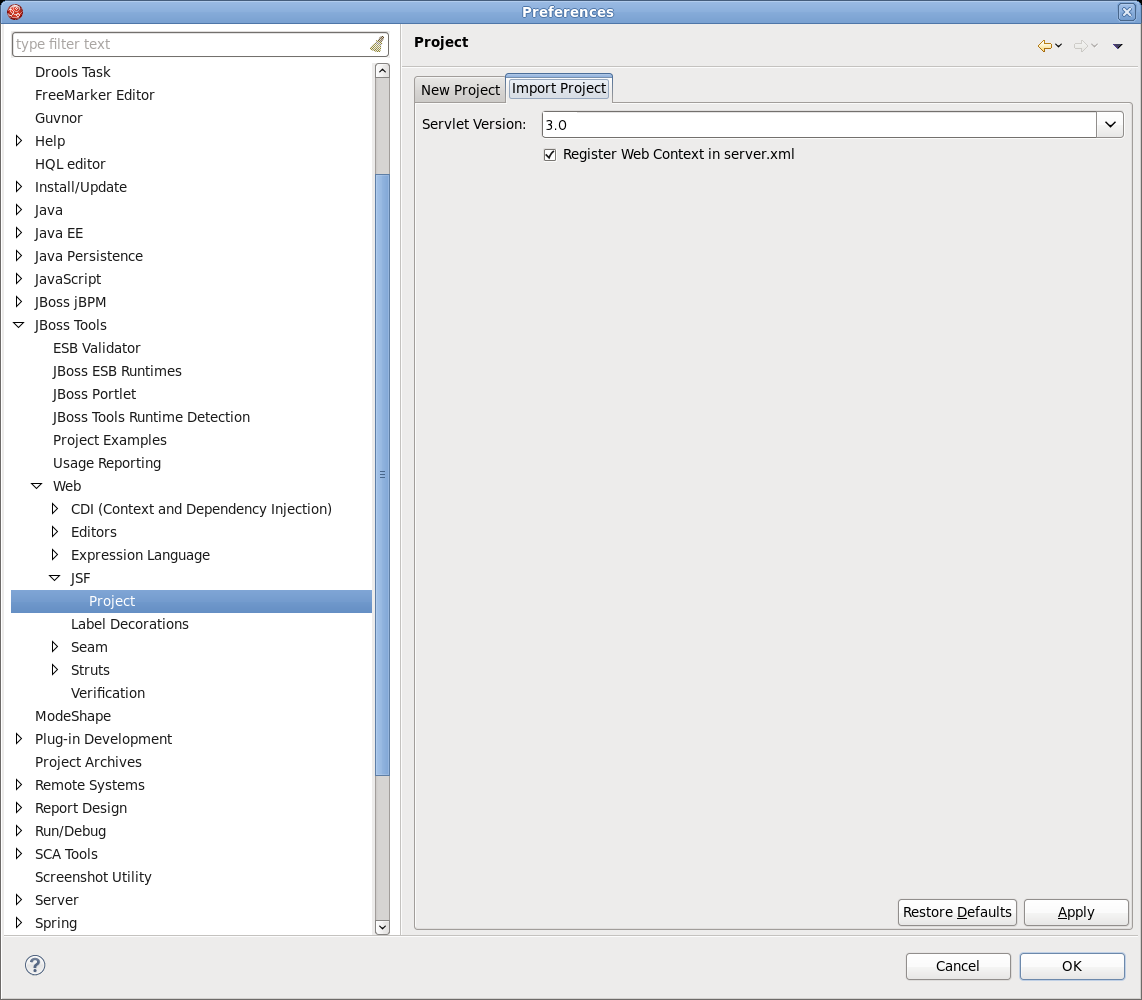 Preferences
type filter text
Drools Task
FreeMarker Editor
Guvnor
Help
HQL editor
Install/Update
Java
Java EE
Java Persistence
JavaScript
JBoss jBPM
JBoss Tools
ESB Validator
JBoss ESB Runtimes
JBoss Portlet
JBoss Tools Runtime Detection
Project Examples
Usage Reporting
Web
CDI (Context and Dependency Injection)
Editors
Expression Language
JSF
Project
Label Decorations
Seam
Struts
Verification
ModeShape
Plug-in Development
Project Archives
Remote Systems
Report Design
Run/Debug
SCA Tools
Screenshot Utility
Server
Spring
Project
New Project Import Project
Servlet Version: 3.0
Register Web Context in server.xml
Restore Defaults Apply
? Cancel OK